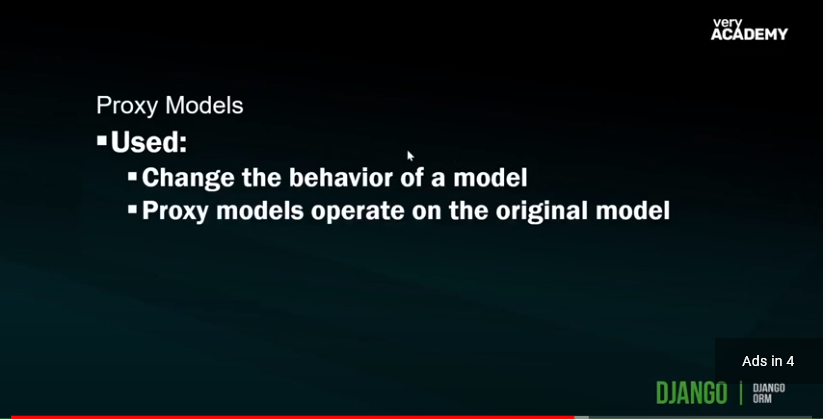 very
ACADEMY
Proxy Models
Used:
Change the behavior of a model
Proxy models operate on the original model
Ads in 4
DJANGO
DJANGO
ORM